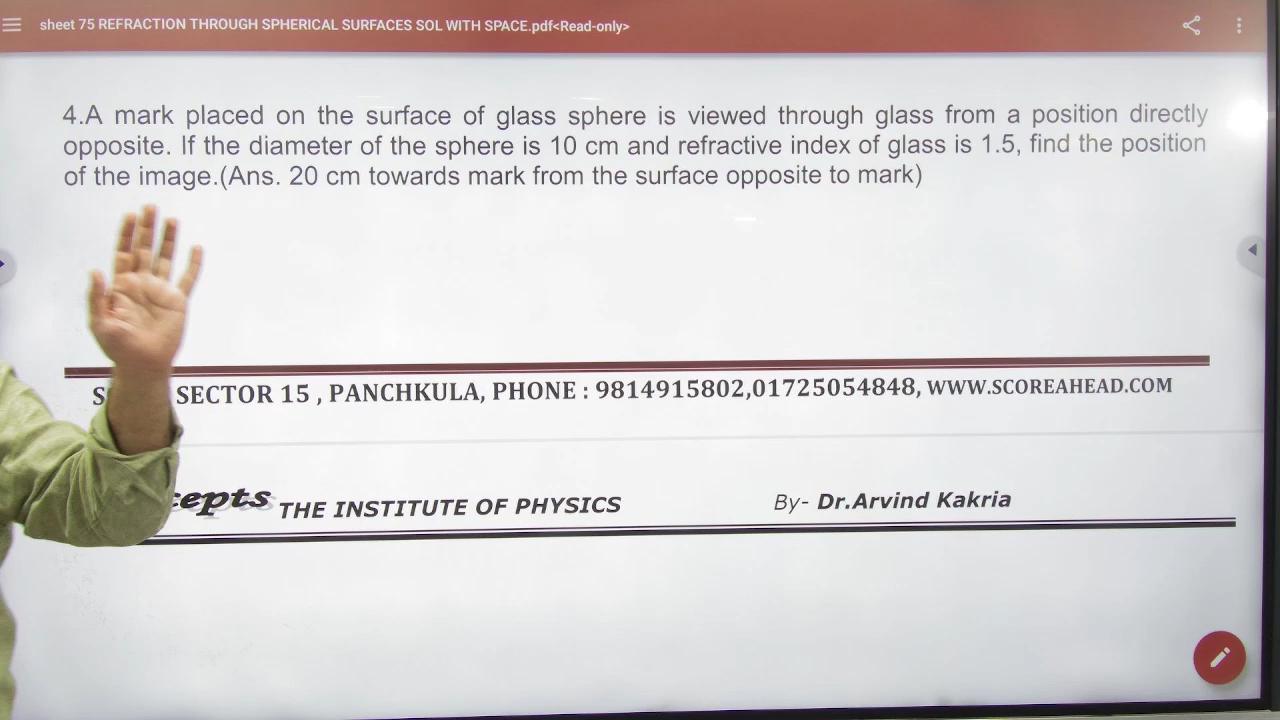 sheet 75 REFRACTION THROUGH SPHERICAL SURFACES SOL WITH SPACE.pdf<Read-only>
4.A mark placed on the surface of glass sphere is viewed through glass from a position directly
opposite. If the diameter of the sphere is 10 cm and refractive index of glass is 1.5, find the position
of the image.(Ans. 20 cm towards mark from the surface opposite to mark)
SECTOR 15 , PANCHKULA, PHONE : 9814915802,01725054848, WWW.SCOREAHEAD.COM
THE INSTITUTE OF PHYSICS By- Dr.Arvind Kakria